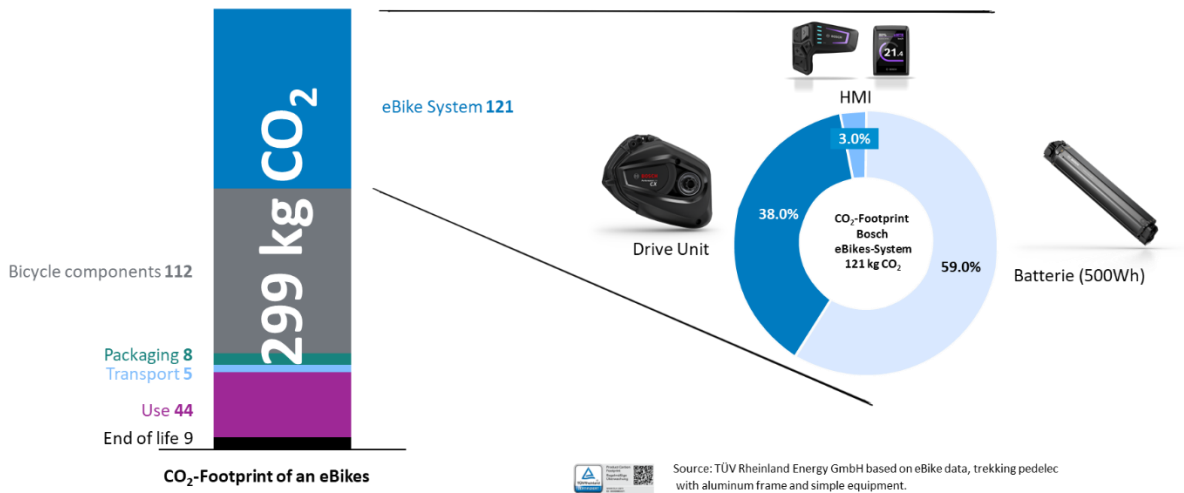 299 kg CO₂
eBike System 121
Bicycle components 112
Packaging 8
Transport 5
Use 44
End of life 9
CO₂-Footprint of an eBikes
HMI
3.0%
38.0%
59.0%
CO₂-Footprint
Bosch
eBikes-System
121 kg CO₂
Drive Unit
Batterie (500Wh)
BOSCH
CX
21.4
Source: TÜV Rheinland Energy GmbH based on eBike data, trekking pedelec
with aluminum frame and simple equipment.